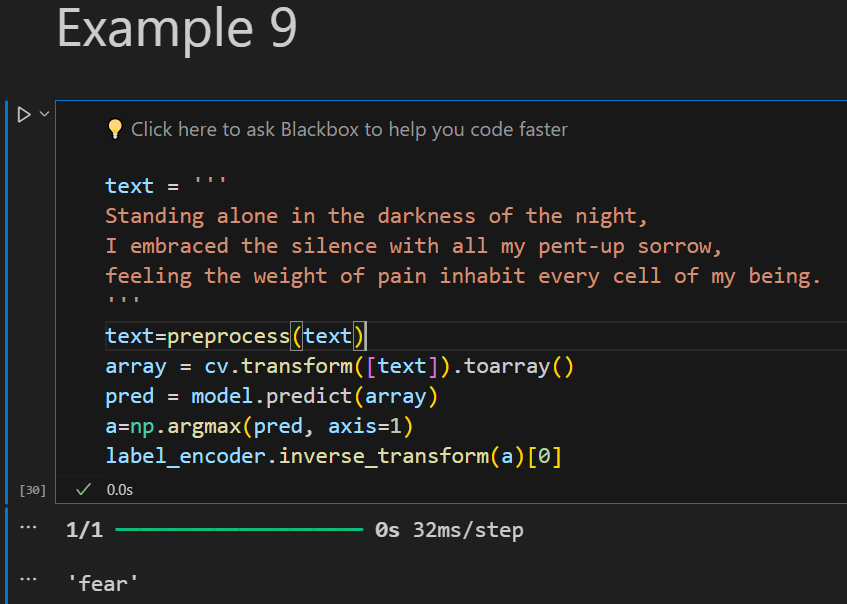 Example 9
Click here to ask Blackbox to help you code faster
text = '''
Standing alone in the darkness of the night,
I embraced the silence with all my pent-up sorrow,
feeling the weight of pain inhabit every cell of my being.
'''
text=preprocess(text)
array = cv.transform([text]).toarray()
pred = model.predict(array)
a=np.argmax(pred, axis=1)
label_encoder.inverse_transform(a)[0]
[30] 0.0s
... 1/1 0s 32ms/step
... 'fear'